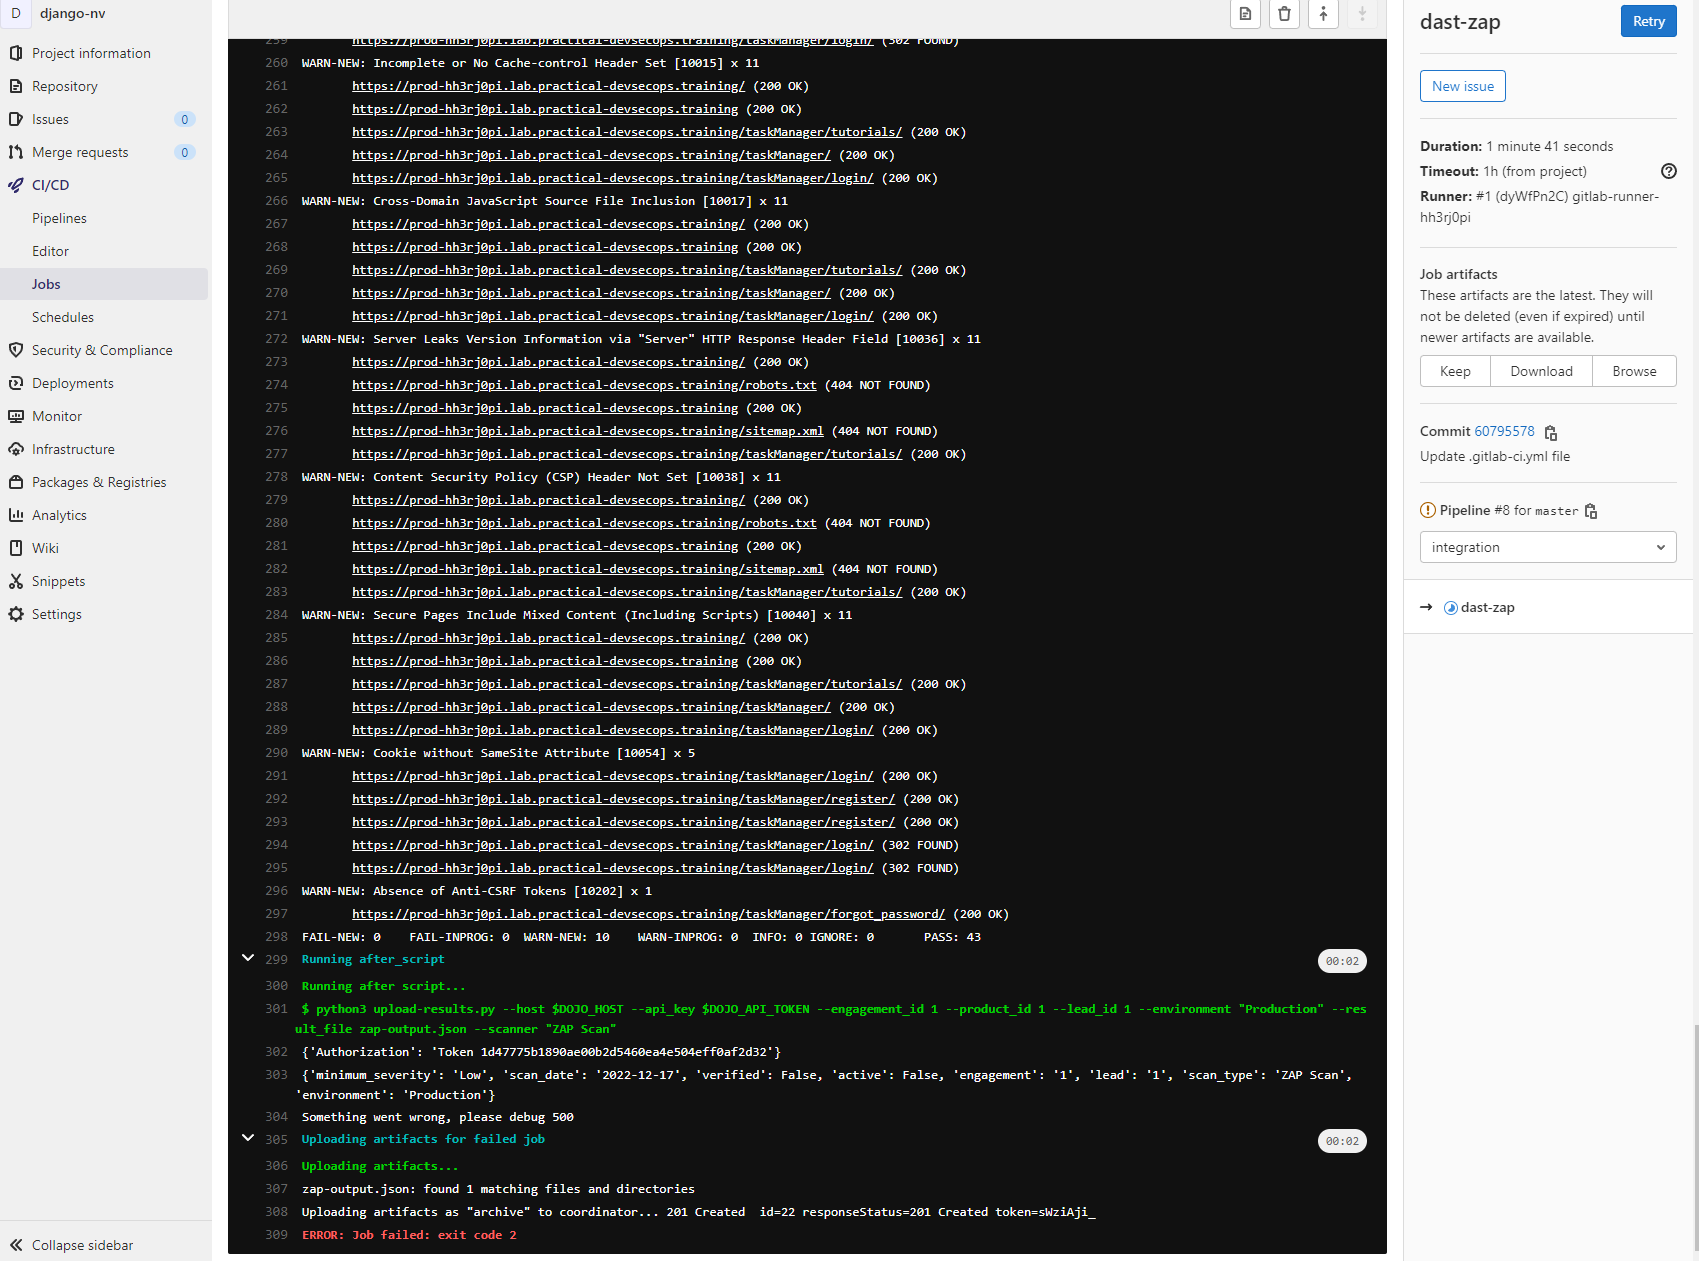 D django-nv
Project information
Repository
Issues 0
Merge requests 0
CI/CD
Pipelines
Editor
Jobs
Schedules
Security & Compliance
Deployments
Monitor
Infrastructure
Packages & Registries
Analytics
Wiki
Snippets
Settings
Collapse sidebar
259 https://prod-hh3rj0pi.lab.practical-devsecops.training/taskManager/login/ (302 FOUND)
260 WARN-NEW: Incomplete or No Cache-control Header Set [10015] x 11
261 https://prod-hh3rj0pi.lab.practical-devsecops.training/ (200 OK)
262 https://prod-hh3rj0pi.lab.practical-devsecops.training (200 OK)
263 https://prod-hh3rj0pi.lab.practical-devsecops.training/taskManager/tutorials/ (200 OK)
264 https://prod-hh3rj0pi.lab.practical-devsecops.training/taskManager/ (200 OK)
265 https://prod-hh3rj0pi.lab.practical-devsecops.training/taskManager/login/ (200 OK)
266 WARN-NEW: Cross-Domain JavaScript Source File Inclusion [10017] x 11
267 https://prod-hh3rj0pi.lab.practical-devsecops.training/ (200 OK)
268 https://prod-hh3rj0pi.lab.practical-devsecops.training (200 OK)
269 https://prod-hh3rj0pi.lab.practical-devsecops.training/taskManager/tutorials/ (200 OK)
270 https://prod-hh3rj0pi.lab.practical-devsecops.training/taskManager/ (200 OK)
271 https://prod-hh3rj0pi.lab.practical-devsecops.training/taskManager/login/ (200 OK)
272 WARN-NEW: Server Leaks Version Information via "Server" HTTP Response Header Field [10036] x 11
273 https://prod-hh3rj0pi.lab.practical-devsecops.training/ (200 OK)
274 https://prod-hh3rj0pi.lab.practical-devsecops.training/robots.txt (404 NOT FOUND)
275 https://prod-hh3rj0pi.lab.practical-devsecops.training (200 OK)
276 https://prod-hh3rj0pi.lab.practical-devsecops.training/sitemap.xml (404 NOT FOUND)
277 https://prod-hh3rj0pi.lab.practical-devsecops.training/taskManager/tutorials/ (200 OK)
278 WARN-NEW: Content Security Policy (CSP) Header Not Set [10038] x 11
279 https://prod-hh3rj0pi.lab.practical-devsecops.training/ (200 OK)
280 https://prod-hh3rj0pi.lab.practical-devsecops.training/robots.txt (404 NOT FOUND)
281 https://prod-hh3rj0pi.lab.practical-devsecops.training (200 OK)
282 https://prod-hh3rj0pi.lab.practical-devsecops.training/sitemap.xml (404 NOT FOUND)
283 https://prod-hh3rj0pi.lab.practical-devsecops.training/taskManager/tutorials/ (200 OK)
284 WARN-NEW: Secure Pages Include Mixed Content (Including Scripts) [10040] x 11
285 https://prod-hh3rj0pi.lab.practical-devsecops.training/ (200 OK)
286 https://prod-hh3rj0pi.lab.practical-devsecops.training (200 OK)
287 https://prod-hh3rj0pi.lab.practical-devsecops.training/taskManager/tutorials/ (200 OK)
288 https://prod-hh3rj0pi.lab.practical-devsecops.training/taskManager/ (200 OK)
289 https://prod-hh3rj0pi.lab.practical-devsecops.training/taskManager/login/ (200 OK)
290 WARN-NEW: Cookie without SameSite Attribute [10054] x 5
291 https://prod-hh3rj0pi.lab.practical-devsecops.training/taskManager/login/ (200 OK)
292 https://prod-hh3rj0pi.lab.practical-devsecops.training/taskManager/register/ (200 OK)
293 https://prod-hh3rj0pi.lab.practical-devsecops.training/taskManager/register/ (200 OK)
294 https://prod-hh3rj0pi.lab.practical-devsecops.training/taskManager/login/ (302 FOUND)
295 https://prod-hh3rj0pi.lab.practical-devsecops.training/taskManager/login/ (302 FOUND)
296 WARN-NEW: Absence of Anti-CSRF Tokens [10202] x 1
297 https://prod-hh3rj0pi.lab.practical-devsecops.training/taskManager/forgot_password/ (200 OK)
298 FAIL-NEW: 0 FAIL-INPROG: 0 WARN-NEW: 10 WARN-INPROG: 0 INFO: 0 IGNORE: 0 PASS: 43
299 Running after_script 00:02
300 Running after script...
301 $ python3 upload-results.py --host $DOJO_HOST --api_key $DOJO_API_TOKEN --engagement_id 1 --product_id 1 --lead_id 1 --environment "Production" --res
ult_file zap-output.json --scanner "ZAP Scan"
302 {'Authorization': 'Token 1d47775b1890ae00b2d5460ea4e504eff0af2d32'}
303 {'minimum_severity': 'Low', 'scan_date': '2022-12-17', 'verified': False, 'active': False, 'engagement': '1', 'lead': '1', 'scan_type': 'ZAP Scan',
'environment': 'Production'}
304 Something went wrong, please debug 500
305 Uploading artifacts for failed job 00:02
306 Uploading artifacts...
307 zap-output.json: found 1 matching files and directories
308 Uploading artifacts as "archive" to coordinator... 201 Created id=22 responseStatus=201 Created token=sWziAji_
309 ERROR: Job failed: exit code 2
dast-zap
Retry
New issue
Duration: 1 minute 41 seconds
Timeout: 1h (from project)
Runner: #1 (dyWfPn2C) gitlab-runner-
hh3rj0pi
Job artifacts
These artifacts are the latest. They will
not be deleted (even if expired) until
newer artifacts are available.
Keep Download Browse
Commit 60795578
Update .gitlab-ci.yml file
Pipeline #8 for master
integration
→ dast-zap